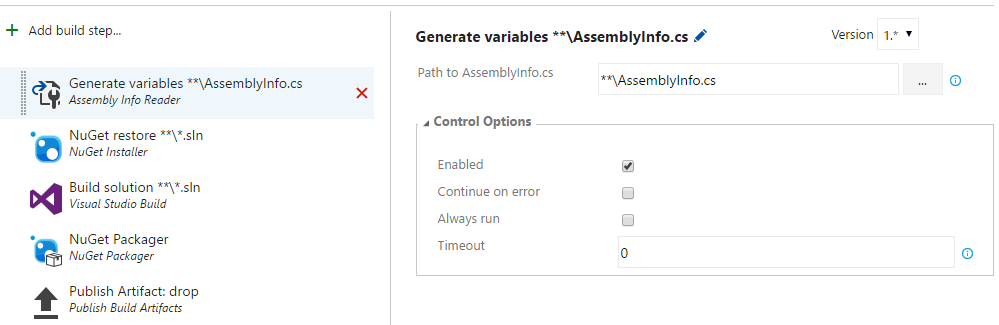 + Add build step...
Generate variables **\AssemblyInfo.cs
Assembly Info Reader
NuGet restore **\*.sln
NuGet Installer
Build solution **\*.sln
Visual Studio Build
NuGet Packager
NuGet Packager
Publish Artifact: drop
Publish Build Artifacts
Generate variables **\AssemblyInfo.cs
Version 1.*
Path to AssemblyInfo.cs **\AssemblyInfo.cs ...
Control Options
Enabled
Continue on error
Always run
Timeout 0